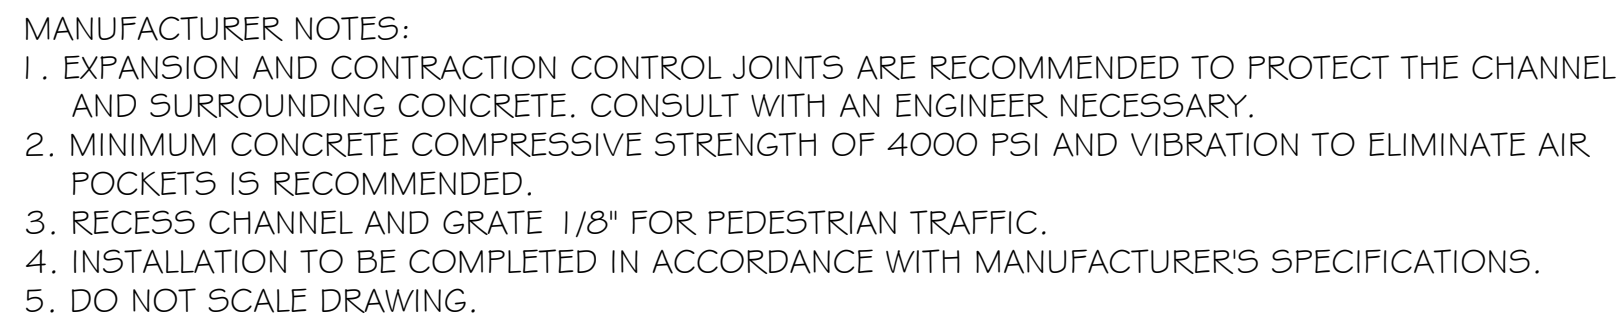 MANUFACTURER NOTES:
1. EXPANSION AND CONTRACTION CONTROL JOINTS ARE RECOMMENDED TO PROTECT THE CHANNEL
AND SURROUNDING CONCRETE. CONSULT WITH AN ENGINEER NECESSARY.
2. MINIMUM CONCRETE COMPRESSIVE STRENGTH OF 4000 PSI AND VIBRATION TO ELIMINATE AIR
POCKETS IS RECOMMENDED.
3. RECESS CHANNEL AND GRATE 1/8" FOR PEDESTRIAN TRAFFIC.
4. INSTALLATION TO BE COMPLETED IN ACCORDANCE WITH MANUFACTURER'S SPECIFICATIONS.
5. DO NOT SCALE DRAWING.